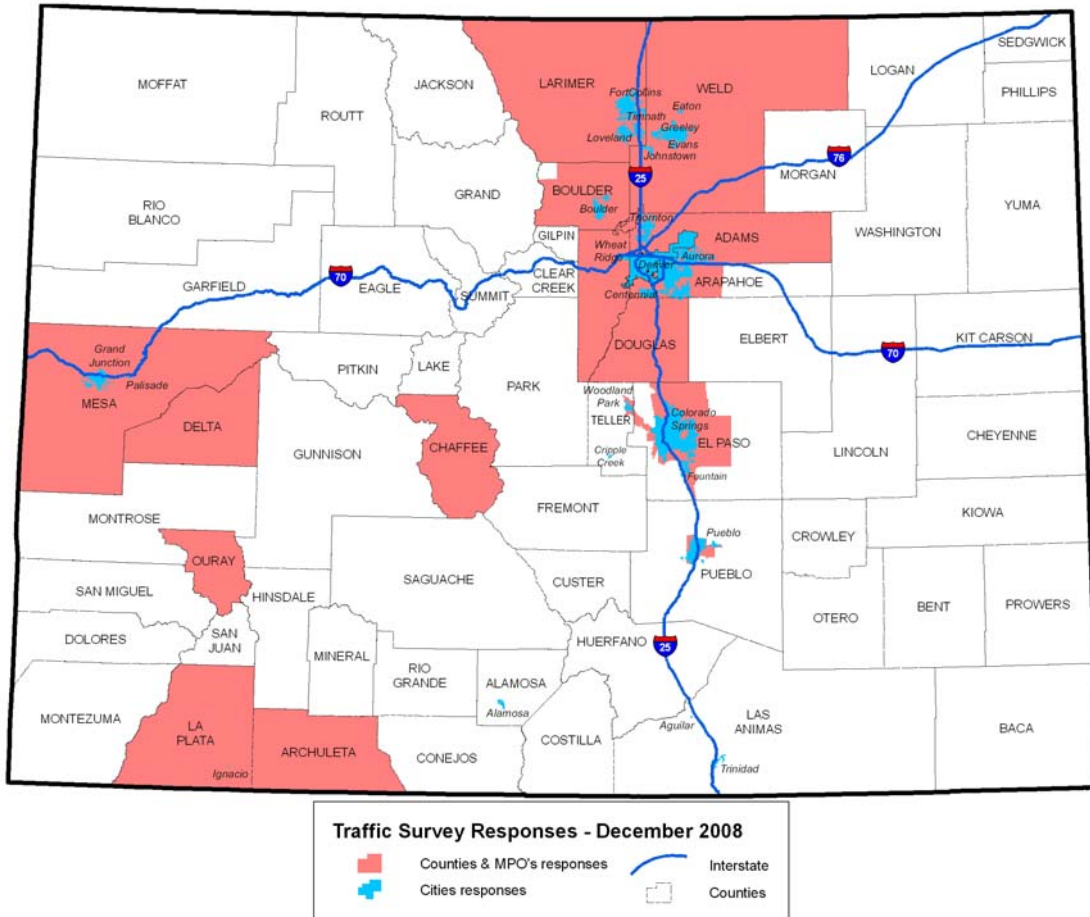 SEDGWICK
LOGAN
PHILLIPS
MOFFAT
JACKSON
LARIMER
WELD
ROUTT
FortCollins
Timnath
Eaton
Greeley
Loveland
Evans
Johnstown
76
MORGAN
25
GRAND
BOULDER
Boulder
RIO
BLANCO
YUMA
Thornton
WASHINGTON
GILPIN
Wheat
Ridge
ADAMS
Denver
Aurora
70
GARFIELD
EAGLE
SUMMIT
CLEAR
CREEK
Centennial
ARAPAHOE
DOUGLAS
ELBERT
KIT CARSON
70
Grand
Junction
Palisade
MESA
PITKIN
LAKE
PARK
DELTA
CHAFFEE
GUNNISON
Woodland
Park
TELLER
Colorado
Springs
EL PASO
Cripple
Creek
Fountain
LINCOLN
CHEYENNE
MONTROSE
FREMONT
KIOWA
CROWLEY
Pueblo
PUEBLO
OURAY
SAN MIGUEL
HINSDALE
SAGUACHE
CUSTER
OTERO
BENT
PROWERS
DOLORES
SAN
JUAN
MINERAL
RIO
GRANDE
HUERFANO
25
ALAMOSA
Alamosa
MONTEZUMA
LA
PLATA
Ignacio
ARCHULETA
CONEJOS
COSTILLA
Aguilar
LAS
ANIMAS
Trinidad
BACA
Traffic Survey Responses - December 2008
Counties & MPO's responses
Interstate
Cities responses
Counties